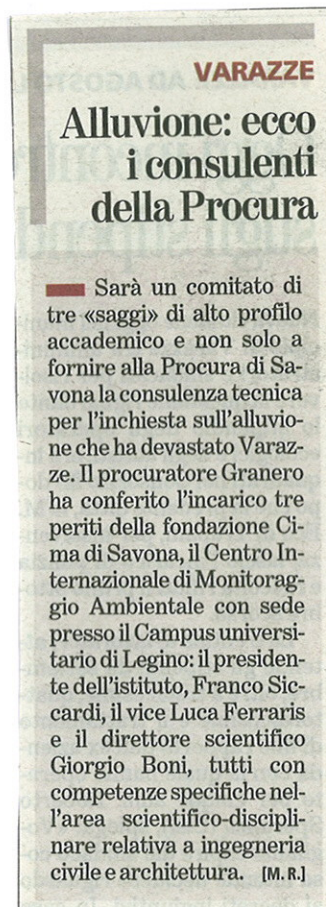 VARAZZE
Alluvione: ecco
i consulenti
della Procura
Sarà un comitato di
tre «saggi» di alto profilo
accademico e non solo a
fornire alla Procura di Sa-
vona la consulenza tecnica
per l'inchiesta sull'alluvio-
ne che ha devastato Varaz-
ze. Il procuratore Granero
ha conferito l'incarico tre
periti della fondazione Ci-
ma di Savona, il Centro In-
ternazionale di Monitorag-
gio Ambientale con sede
presso il Campus universi-
tario di Legino: il presiden-
te dell'istituto, Franco Sic-
cardi, il vice Luca Ferraris
e il direttore scientifico
Giorgio Boni, tutti con
competenze specifiche nel-
l'area scientifico-discipli-
nare relativa a ingegneria
civile e architettura. [M. R.]